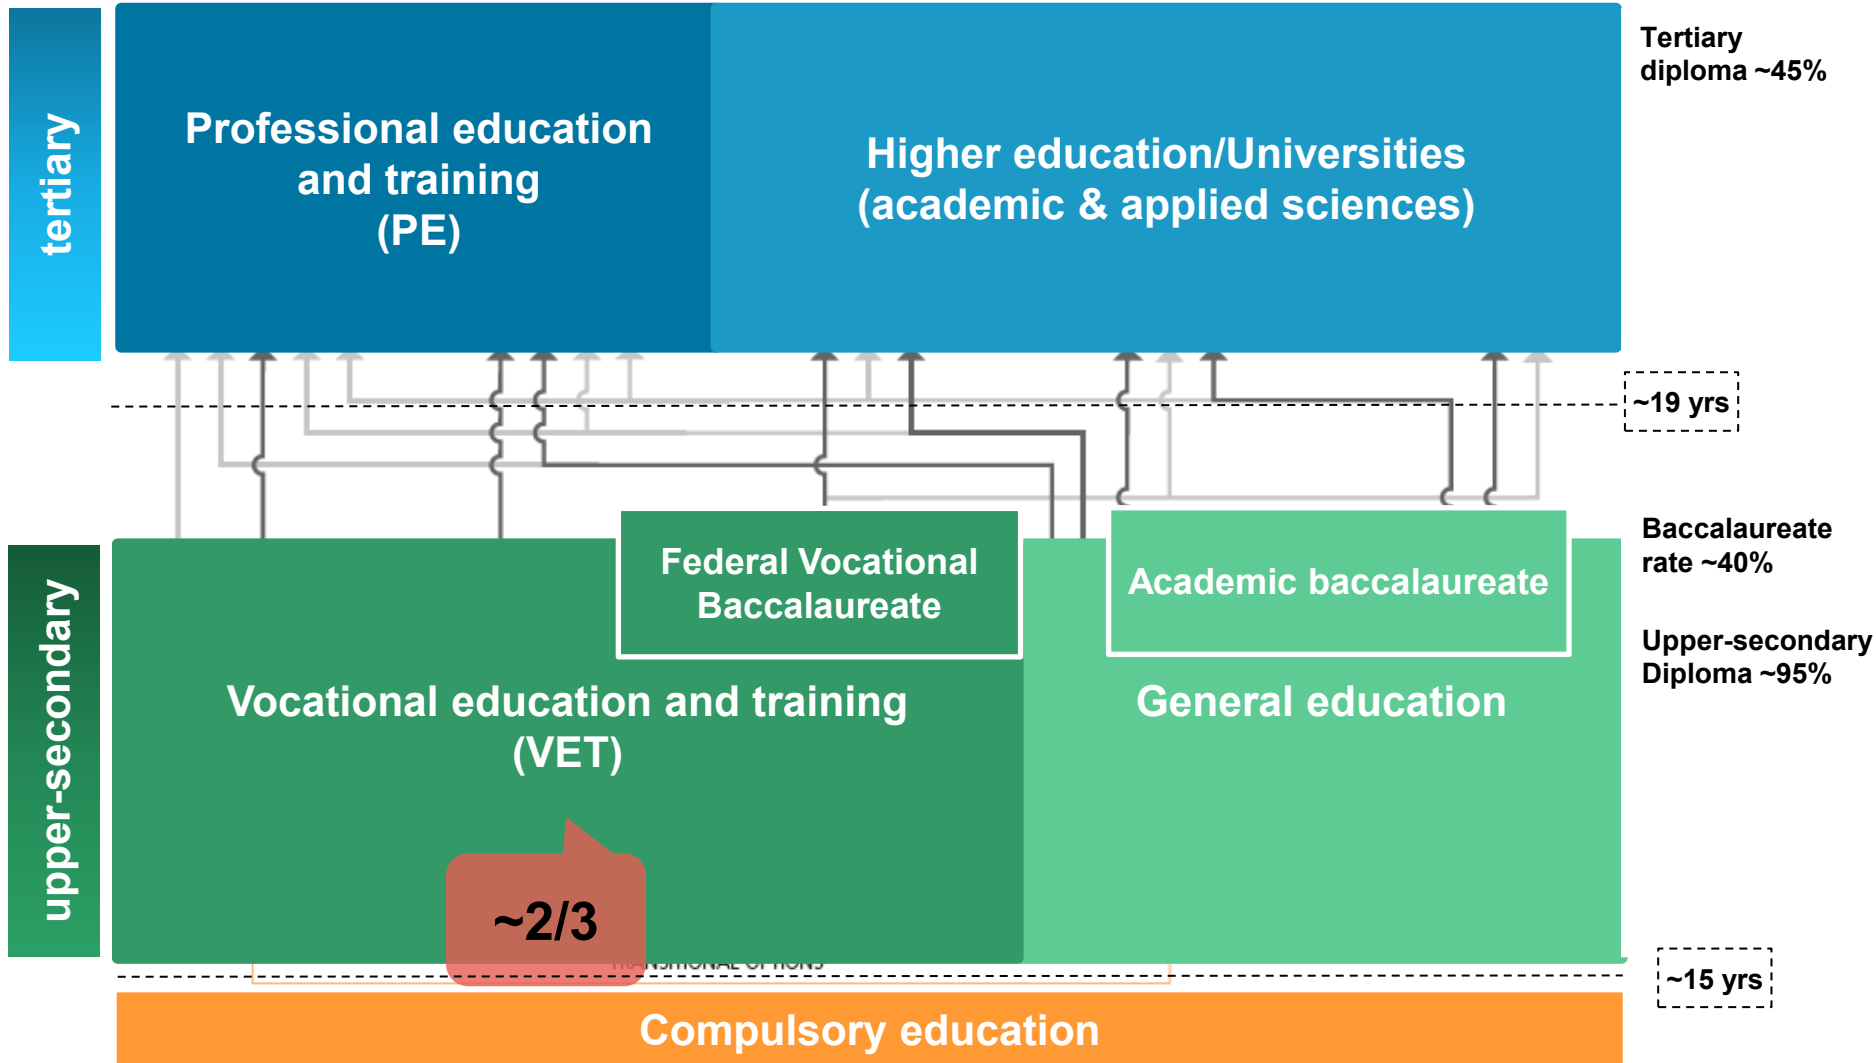 tertiary
Professional education
and training
(PE)
Higher education/Universities
(academic & applied sciences)
Tertiary
diploma ~45%
~19 yrs
Federal Vocational
Baccalaureate
Academic baccalaureate
Baccalaureate
rate ~40%
upper-secondary
Vocational education and training
(VET)
General education
Upper-secondary
Diploma ~95%
~2/3
TRANSITIONAL OPTIONS
~15 yrs
Compulsory education